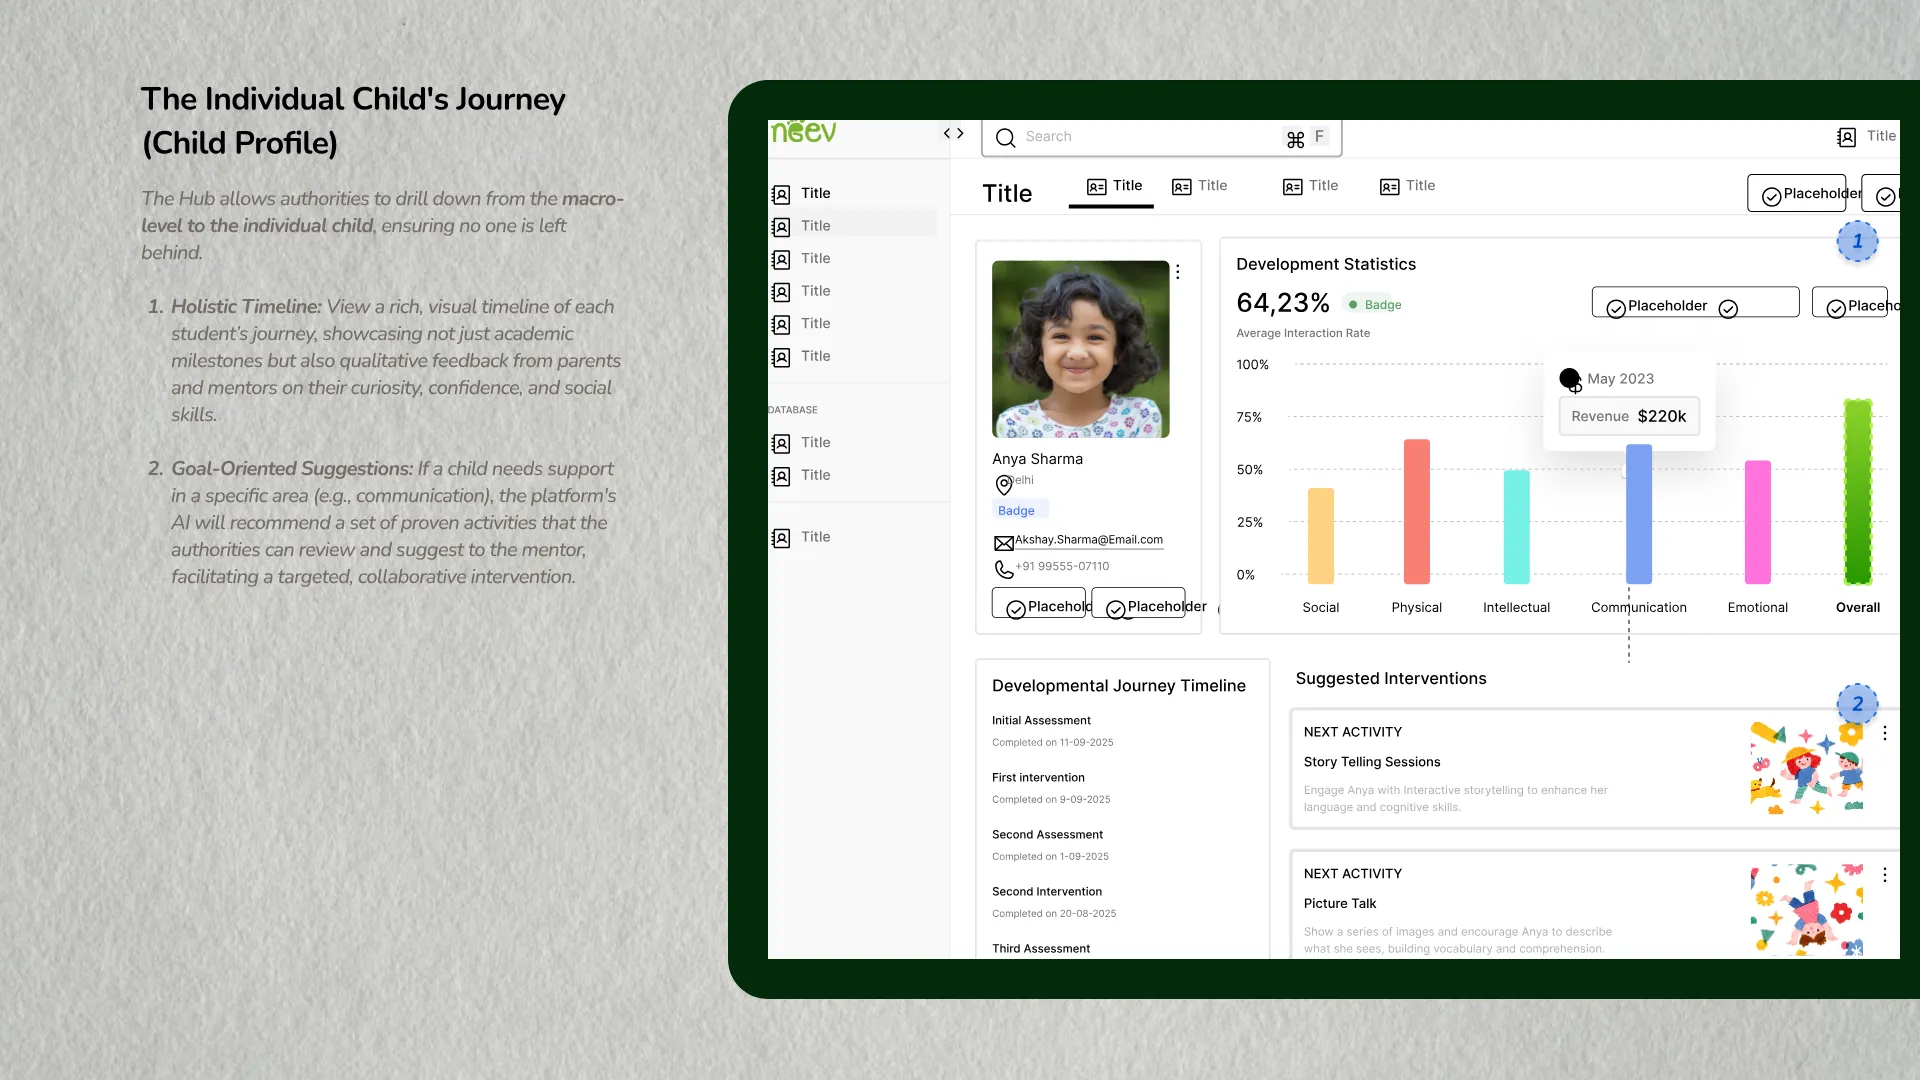 The Individual Child's Journey
(Child Profile)
The Hub allows authorities to drill down from the macro-
level to the individual child, ensuring no one is left
behind.
1. Holistic Timeline: View a rich, visual timeline of each
student's journey, showcasing not just academic
milestones but also qualitative feedback from parents
and mentors on their curiosity, confidence, and social
skills.
2. Goal-Oriented Suggestions: If a child needs support
in a specific area (e.g., communication), the platform's
AI will recommend a set of proven activities that the
authorities can review and suggest to the mentor,
facilitating a targeted, collaborative intervention.
neev
Search
F
Title
Title
Title
Title
Title
Title
Title
DATABASE
Title
Title
Title
Title
Title
Title
Title
Title
Placeholder
1
Anya Sharma
Delhi
Badge
Akshay.Sharma@Email.com
+91 99555-07110
Placeholder
Placeholder
Development Statistics
64,23%
Badge
Average Interaction Rate
Placeholder
Placeho
100%
75%
50%
25%
0%
May 2023
Revenue $220k
Social
Physical
Intellectual
Communication
Emotional
Overall
Developmental Journey Timeline
Initial Assessment
Completed on 11-09-2025
First intervention
Completed on 9-09-2025
Second Assessment
Completed on 1-09-2025
Second Intervention
Completed on 20-08-2025
Third Assessment
Suggested Interventions
2
NEXT ACTIVITY
Story Telling Sessions
Engage Anya with Interactive storytelling to enhance her
language and cognitive skills.
NEXT ACTIVITY
Picture Talk
Show a series of images and encourage Anya to describe
what she sees, building vocabulary and comprehension.